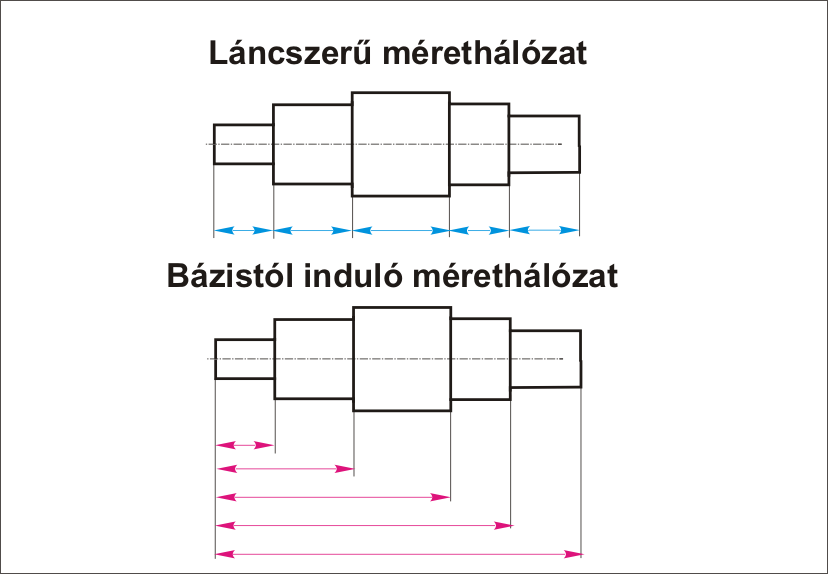 Láncszerű mérethálózat
Bázistól induló mérethálózat